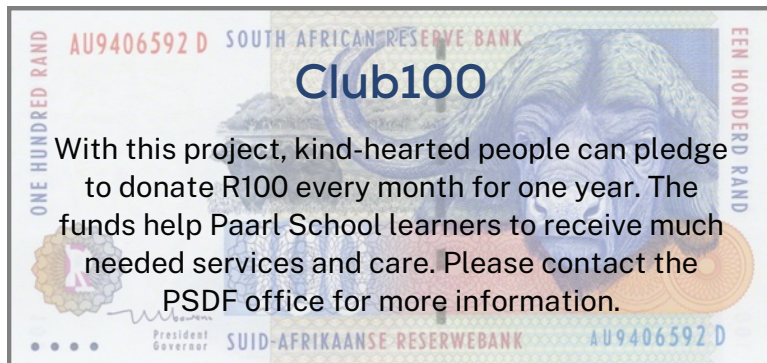 ONE HUNDRED RAND
AU9406592 D
SOUTH AFRICAN RESERVE BANK
EEN HONDERD RAND
Club100
With this project, kind-hearted people can pledge
to donate R100 every month for one year. The
funds help Paarl School learners to receive much
needed services and care. Please contact the
PSDF office for more information.
President
Governor
SUID-AFRIKAANSE RESERWEBANK
AU9406592 D